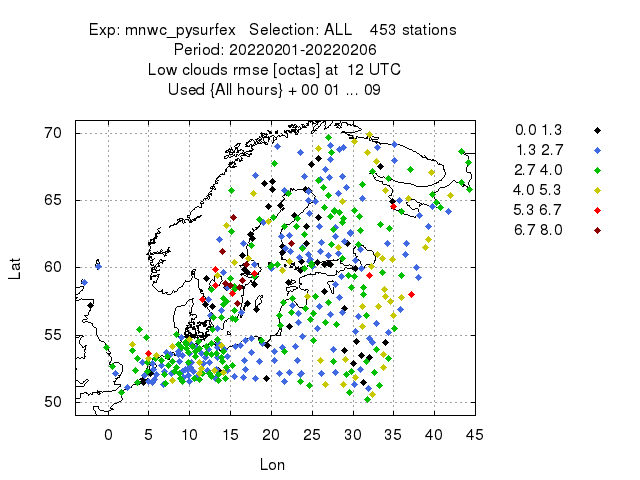 Exp: mnwc_pysurfex Selection: ALL 453 stations
Period: 20220201-20220206
Low clouds rmse [octas] at 12 UTC
Used {All hours} + 00 01 ... 09
0.0 1.3
1.3 2.7
2.7 4.0
4.0 5.3
5.3 6.7
6.7 8.0
70
65
60
55
50
Lat
0 5 10 15 20 25 30 35 40 45
Lon